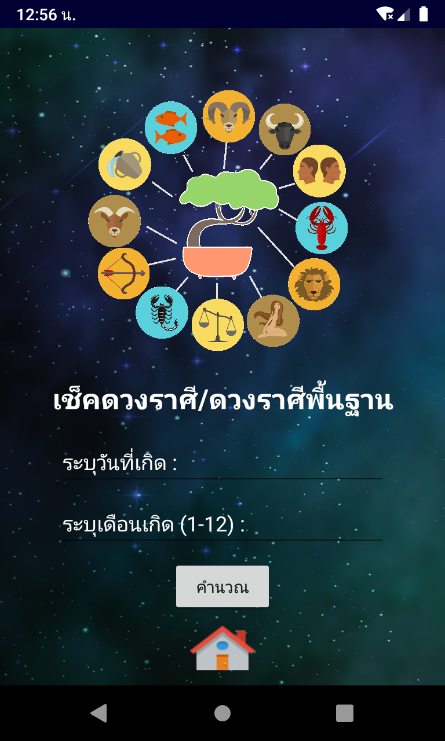 12:56 น.
เช็คดวงราศี/ดวงราศีพื้นฐาน
ระบุวันที่เกิด :
ระบุเดือนเกิด (1-12) :
คำนวณ